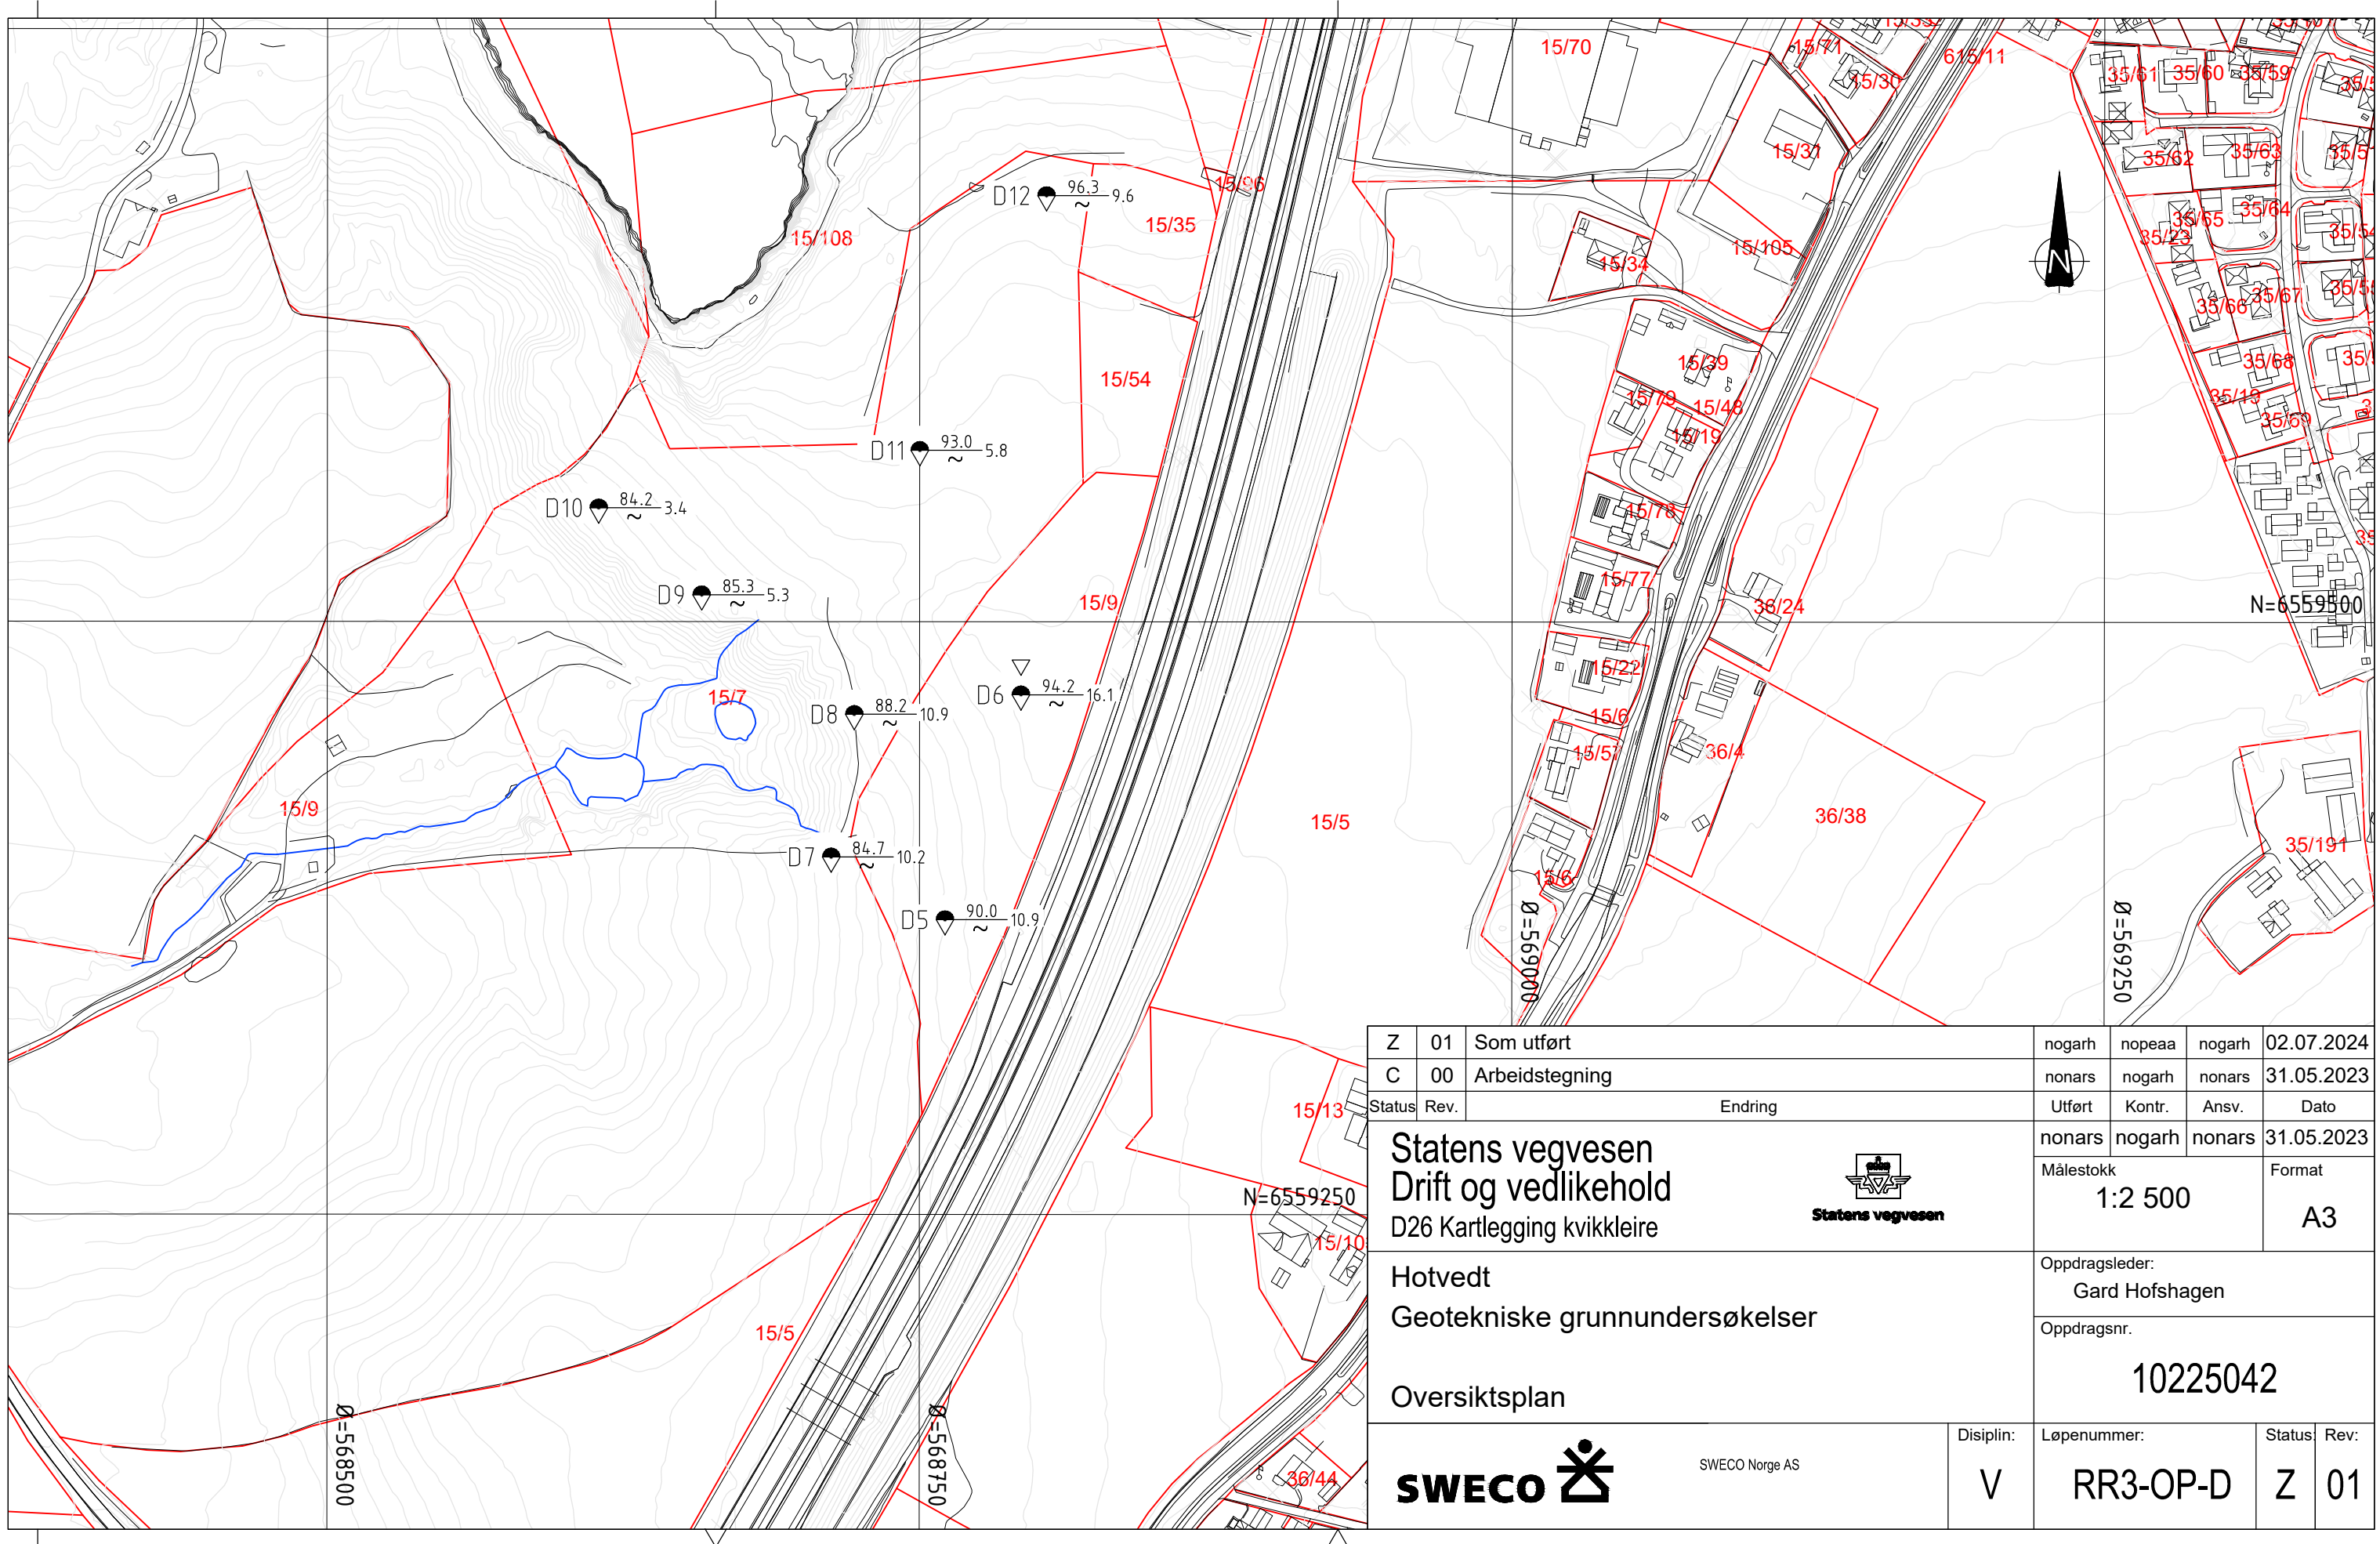 15/70
15/71
15/30
615/11
35/61
35/60
35/59
15/31
35/62
35/63
15/96
D12 96.3 ~ 9.6
15/35
15/108
35/65
35/64
35/23
15/105
15/34
N
35/66
35/67
15/39
35/68
15/54
15/79
15/48
35/19
35/69
15/19
D11 93.0 ~ 5.8
D10 84.2 ~ 3.4
15/78
15/77
D9 85.3 ~ 5.3
15/9
36/24
N=6559500
15/22
15/7
D6 94.2 ~ 16.1
D8 88.2 ~ 10.9
15/6
15/57
36/4
15/9
15/5
36/38
35/191
D7 84.7 ~ 10.2
15/6
D5 90.0 ~ 10.9
Ø=569000
Ø=569250
15/13
N=6559250
15/10
15/5
Ø=568500
Ø=568750
36/44
Z 01 Som utført nogarh nopeaa nogarh 02.07.2024
C 00 Arbeidstegning nonars nogarh nonars 31.05.2023
Status Rev. Endring Utført Kontr. Ansv. Dato
nonars nogarh nonars 31.05.2023
Statens vegvesen
Drift og vedlikehold
D26 Kartlegging kvikkleire
Statens vegvesen
Målestokk
1:2 500
Format
A3
Hotvedt
Geotekniske grunnundersøkelser
Oversiktsplan
Oppdragsleder:
Gard Hofshagen
Oppdragsnr.
10225042
SWECO
SWECO Norge AS
Disiplin:
V
Løpenummer:
RR3-OP-D
Status:
Z
Rev:
01